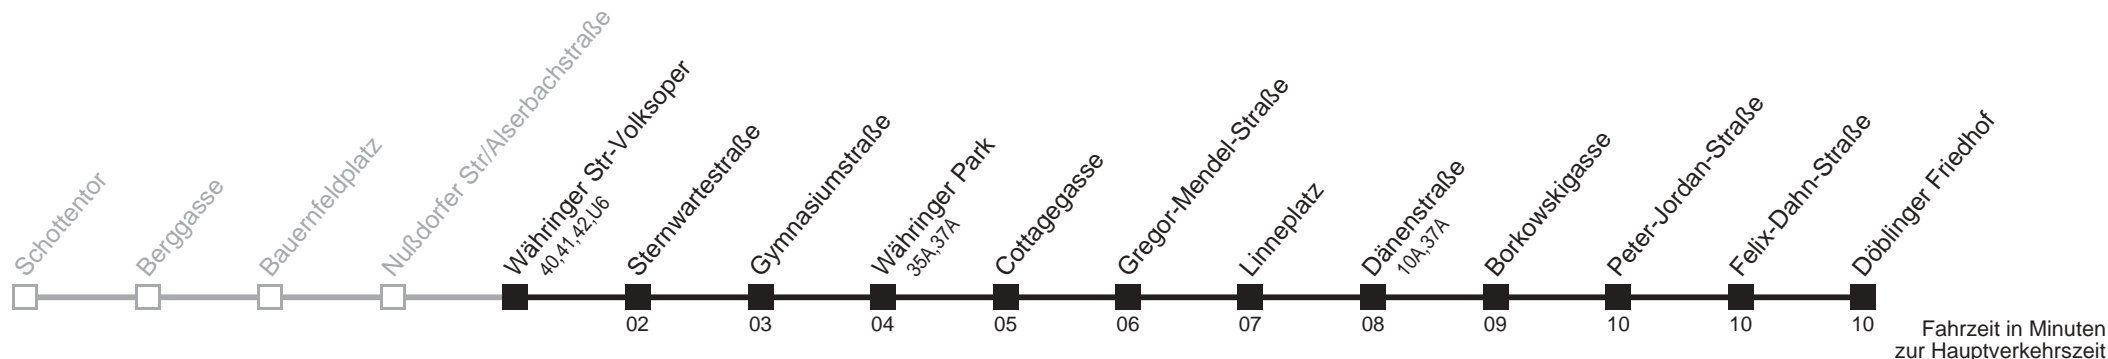 Schottentor
Berggasse
Bauernfeldplatz
Nußdorfer Str/Alserbachstraße
Währinger Str-Volksoper
40,41,42,U6
Sternwartestraße
Gymnasiumstraße
Währinger Park
35A,37A
Cottagegasse
Gregor-Mendel-Straße
Linneplatz
Dänenstraße
10A,37A
Borkowskigasse
Peter-Jordan-Straße
Felix-Dahn-Straße
Döblinger Friedhof
02 03 04 05 06 07 08 09 10 10 10
Fahrzeit in Minuten
zur Hauptverkehrszeit